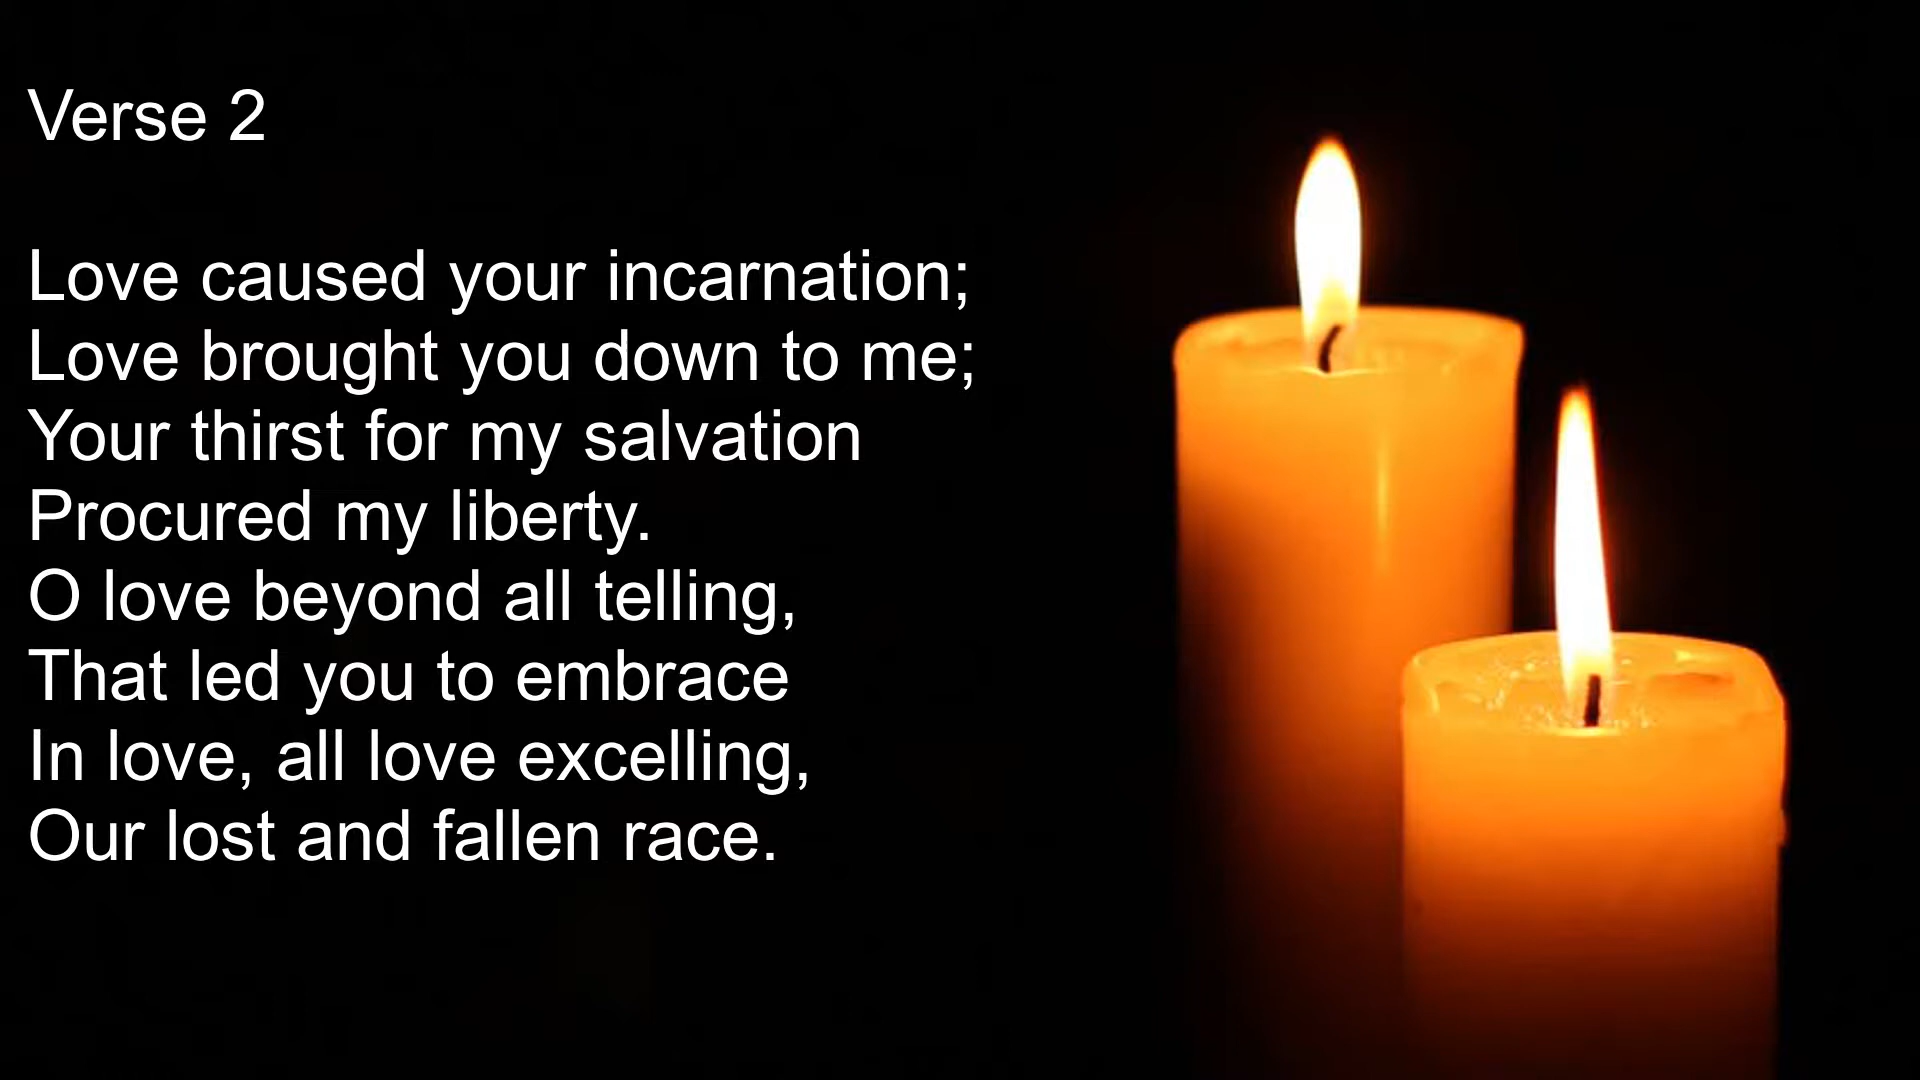 Verse 2
Love caused your incarnation;
Love brought you down to me;
Your thirst for my salvation
Procured my liberty.
O love beyond all telling,
That led you to embrace
In love, all love excelling,
Our lost and fallen race.